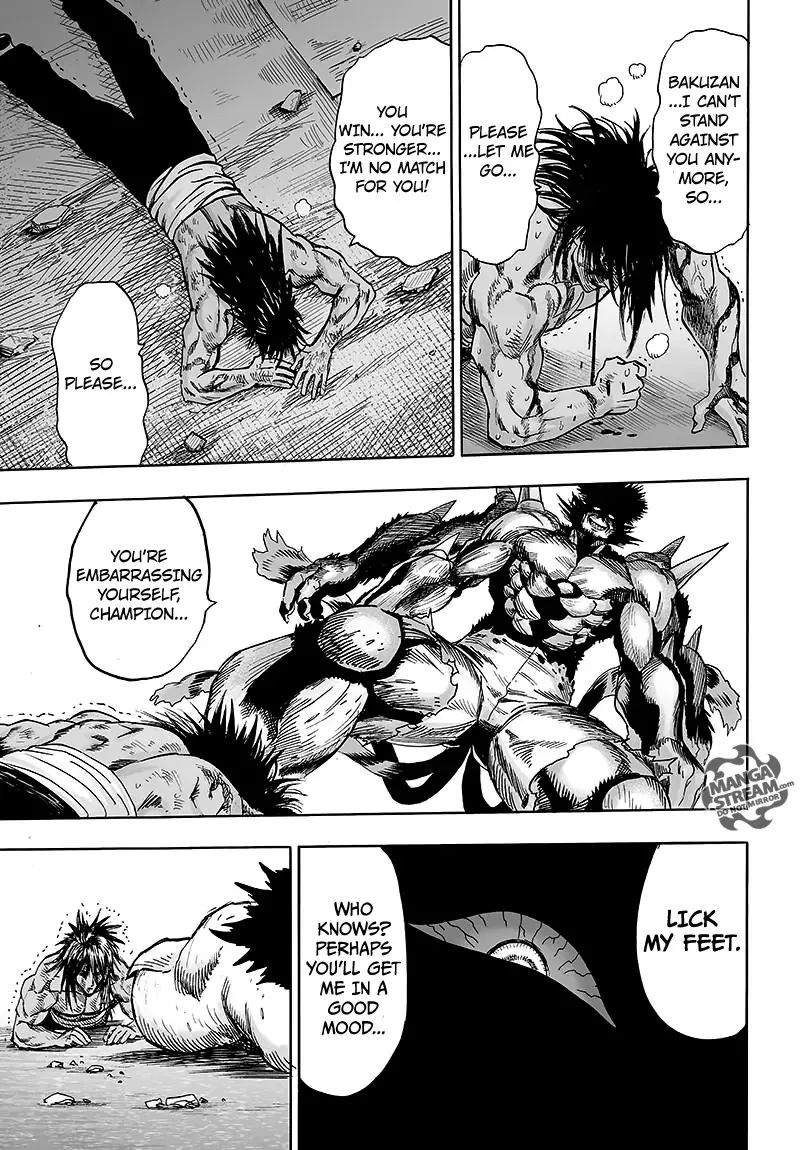 BAKUZAN
...I CAN'T
STAND
AGAINST
YOU ANY-
MORE,
SO...
PLEASE
...LET ME
GO...
YOU
WIN... YOU'RE
STRONGER...
I'M NO MATCH
FOR YOU!
SO
PLEASE...
YOU'RE
EMBARRASSING
YOURSELF,
CHAMPION...
MANGA
STREAM.com
DO NOT MIRROR!
LICK
MY FEET.
WHO
KNOWS?
PERHAPS
YOU'LL GET
ME IN A
GOOD
MOOD...